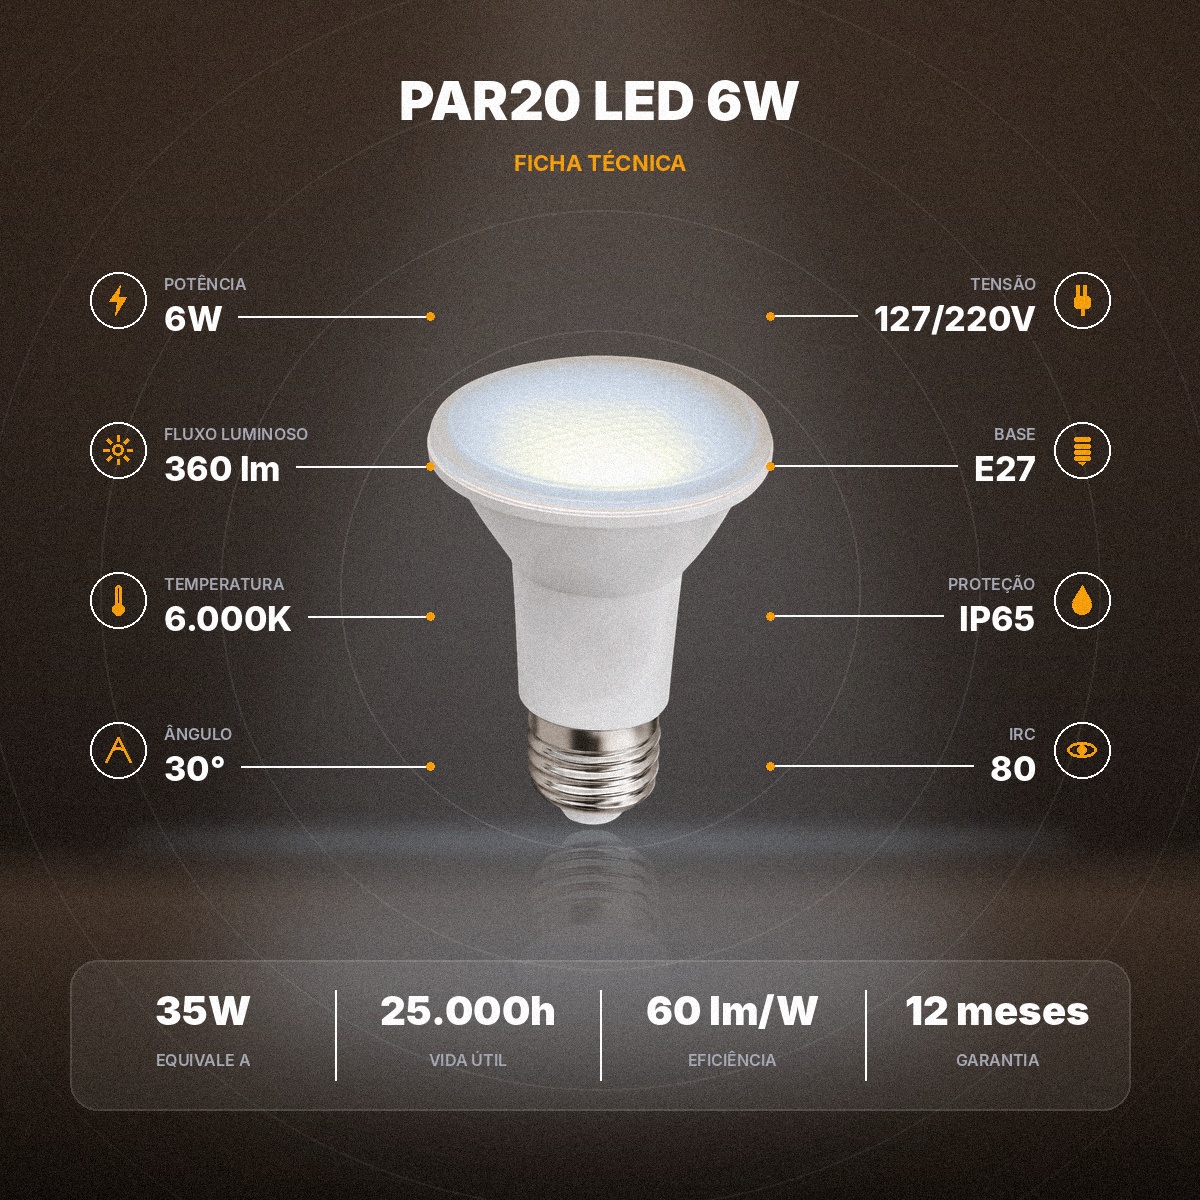 PAR20 LED 6W
FICHA TÉCNICA
POTÊNCIA
6W
TENSÃO
127/220V
FLUXO LUMINOSO
360 lm
BASE
E27
TEMPERATURA
6.000K
PROTEÇÃO
IP65
ÂNGULO
30°
IRC
80
35W
EQUIVALE A
25.000h
VIDA ÚTIL
60 lm/W
EFICIÊNCIA
12 meses
GARANTIA